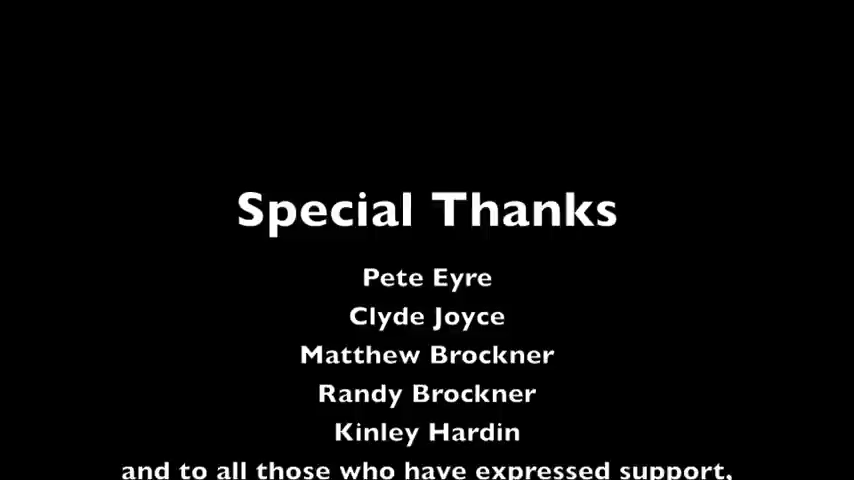 Special Thanks
Pete Eyre
Clyde Joyce
Matthew Brockner
Randy Brockner
Kinley Hardin
and to all those who have expressed support,